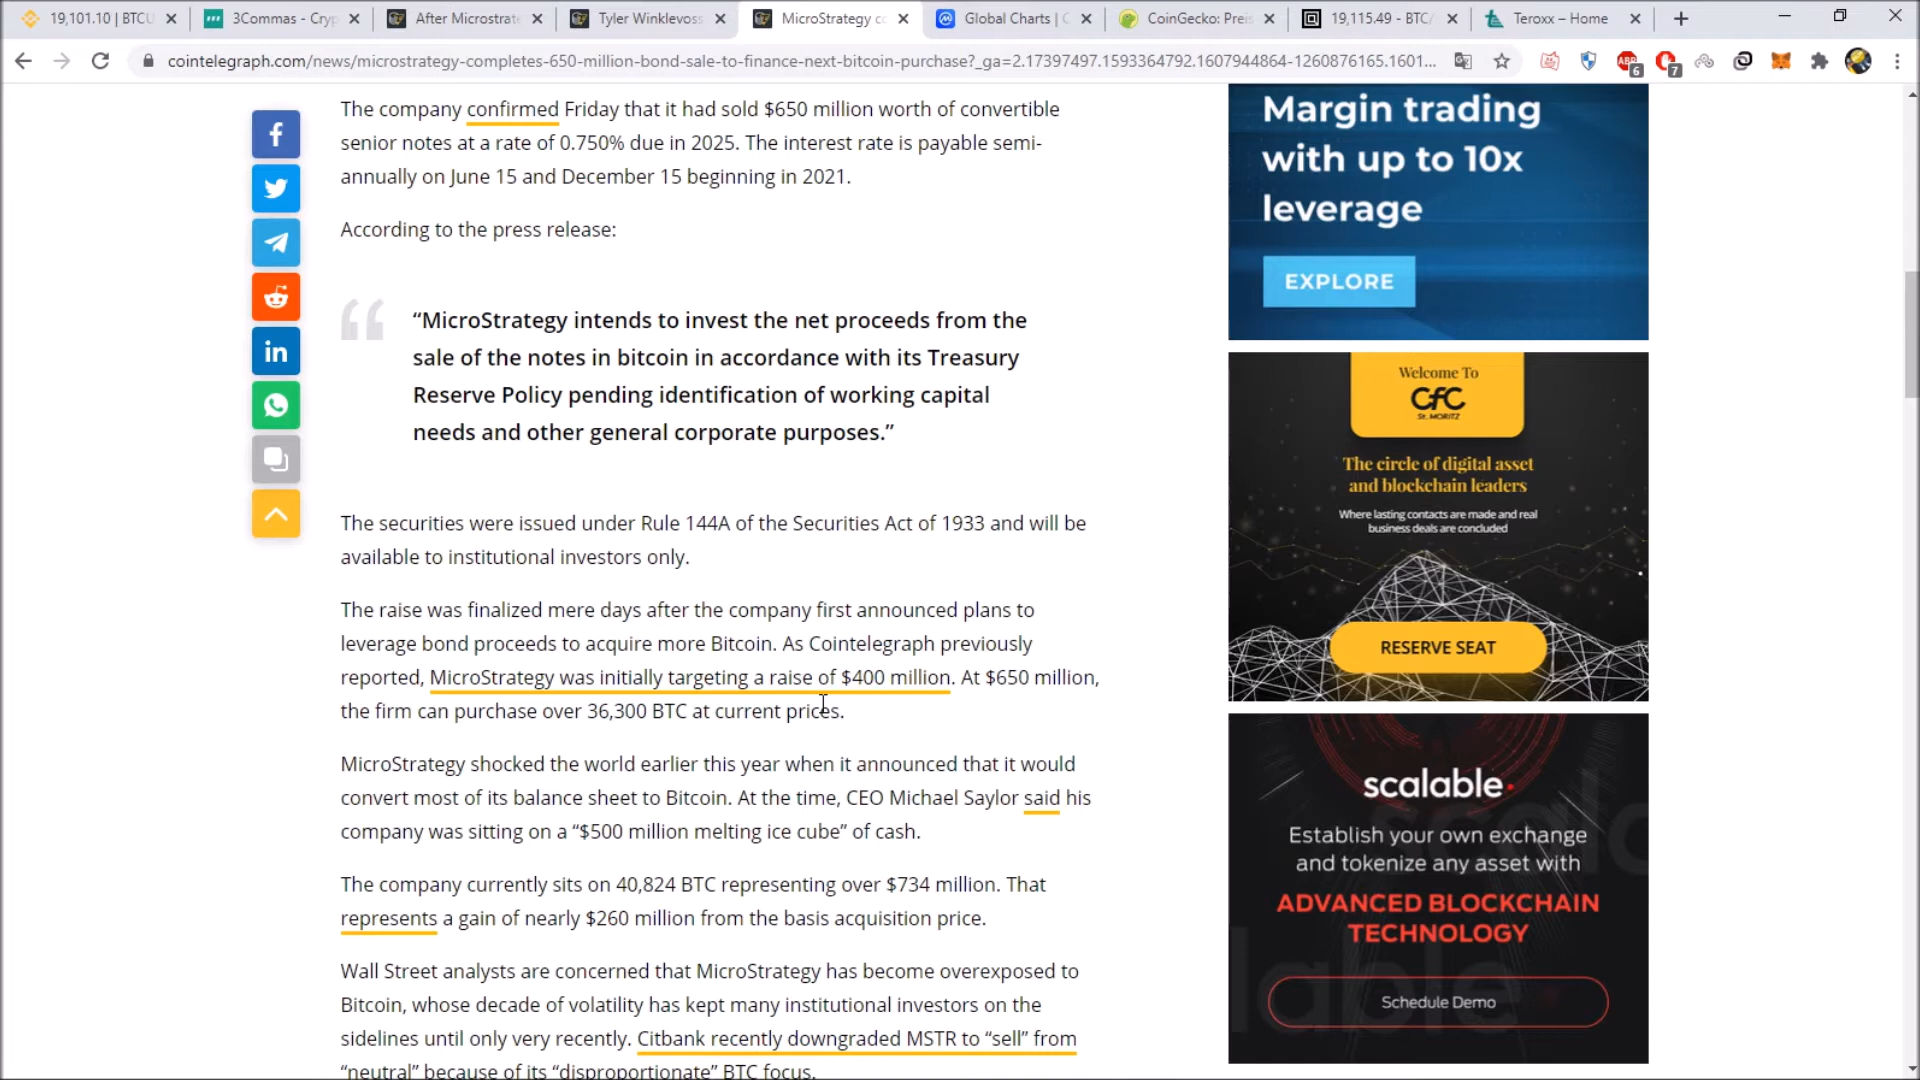 19,101.10 | BTCU
3Commas - Cryp
After Microstrate
Tyler Winklevoss
MicroStrategy co
Global Charts | C
CoinGecko: Preis
19,115.49 - BTC/
Teroxx – Home
cointelegraph.com/news/microstrategy-completes-650-million-bond-sale-to-finance-next-bitcoin-purchase?_ga=2.17397497.1593364792.1607944864-1260876165.1601...
ABP
6
7
The company confirmed Friday that it had sold $650 million worth of convertible
senior notes at a rate of 0.750% due in 2025. The interest rate is payable semi-
annually on June 15 and December 15 beginning in 2021.
According to the press release:
“MicroStrategy intends to invest the net proceeds from the
sale of the notes in bitcoin in accordance with its Treasury
Reserve Policy pending identification of working capital
needs and other general corporate purposes.”
The securities were issued under Rule 144A of the Securities Act of 1933 and will be
available to institutional investors only.
The raise was finalized mere days after the company first announced plans to
leverage bond proceeds to acquire more Bitcoin. As Cointelegraph previously
reported, MicroStrategy was initially targeting a raise of $400 million. At $650 million,
the firm can purchase over 36,300 BTC at current prices.
MicroStrategy shocked the world earlier this year when it announced that it would
convert most of its balance sheet to Bitcoin. At the time, CEO Michael Saylor said his
company was sitting on a “$500 million melting ice cube” of cash.
The company currently sits on 40,824 BTC representing over $734 million. That
represents a gain of nearly $260 million from the basis acquisition price.
Wall Street analysts are concerned that MicroStrategy has become overexposed to
Bitcoin, whose decade of volatility has kept many institutional investors on the
sidelines until only very recently. Citbank recently downgraded MSTR to “sell” from
“neutral” because of its “disproportionate” BTC focus.
Margin trading
with up to 10x
leverage
EXPLORE
Welcome To
CfC
St. MORITZ
The circle of digital asset
and blockchain leaders
Where lasting contacts are made and real
business deals are concluded
RESERVE SEAT
scalable
Establish your own exchange
and tokenize any asset with
ADVANCED BLOCKCHAIN
TECHNOLOGY
Schedule Demo